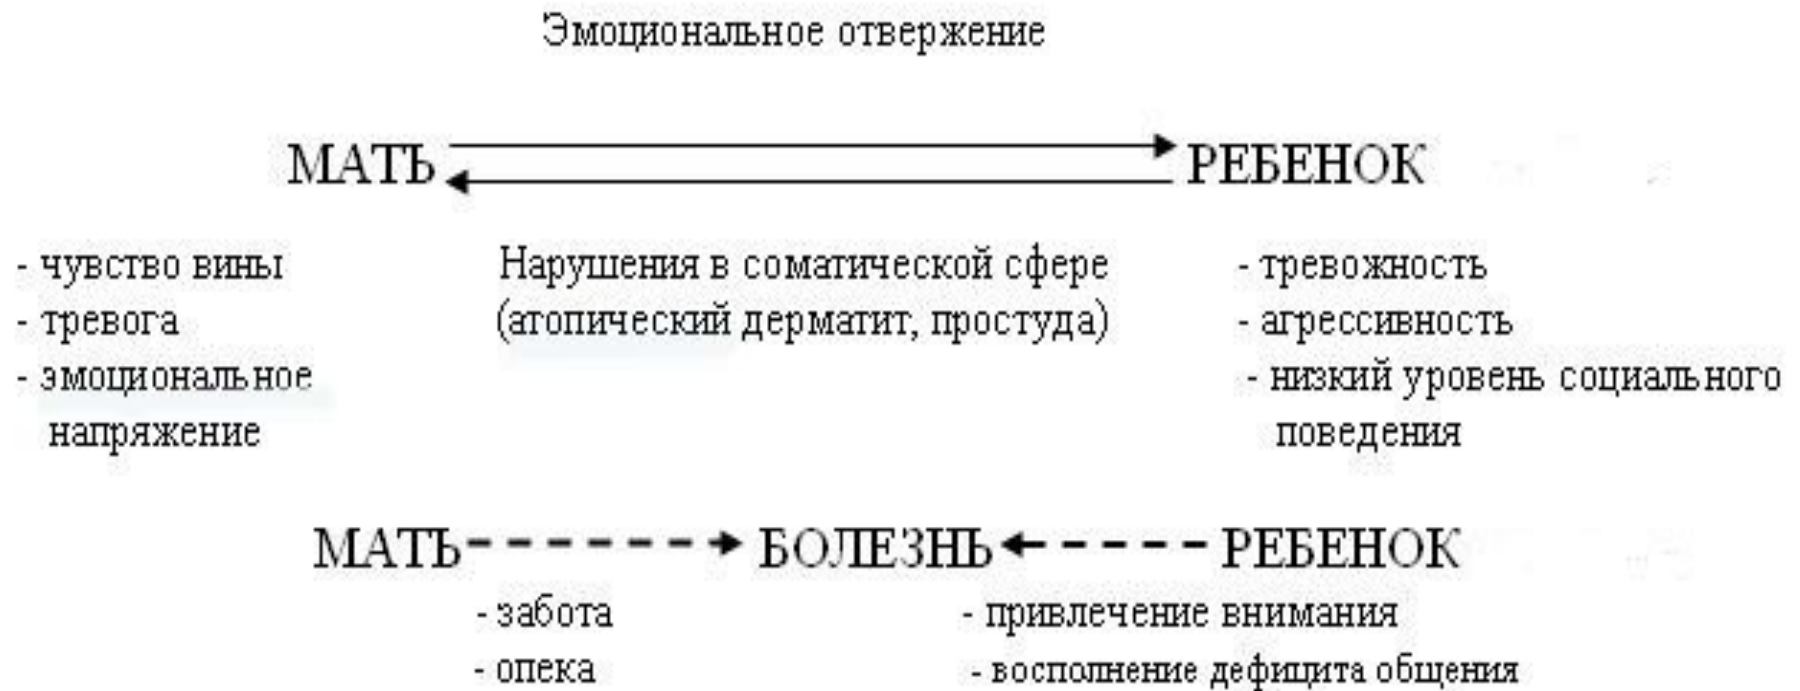 Эмоциональное отвержение
МАТЬ РЕБЕНОК
- чувство вины Нарушения в соматической сфере - тревожность
- тревога (атопический дерматит, простуда) - агрессивность
- эмоциональное - низкий уровень социального
напряжение поведения
МАТЬ БОЛЕЗНЬ РЕБЕНОК
- забота - привлечение внимания
- опека - восполнение дефицита общения